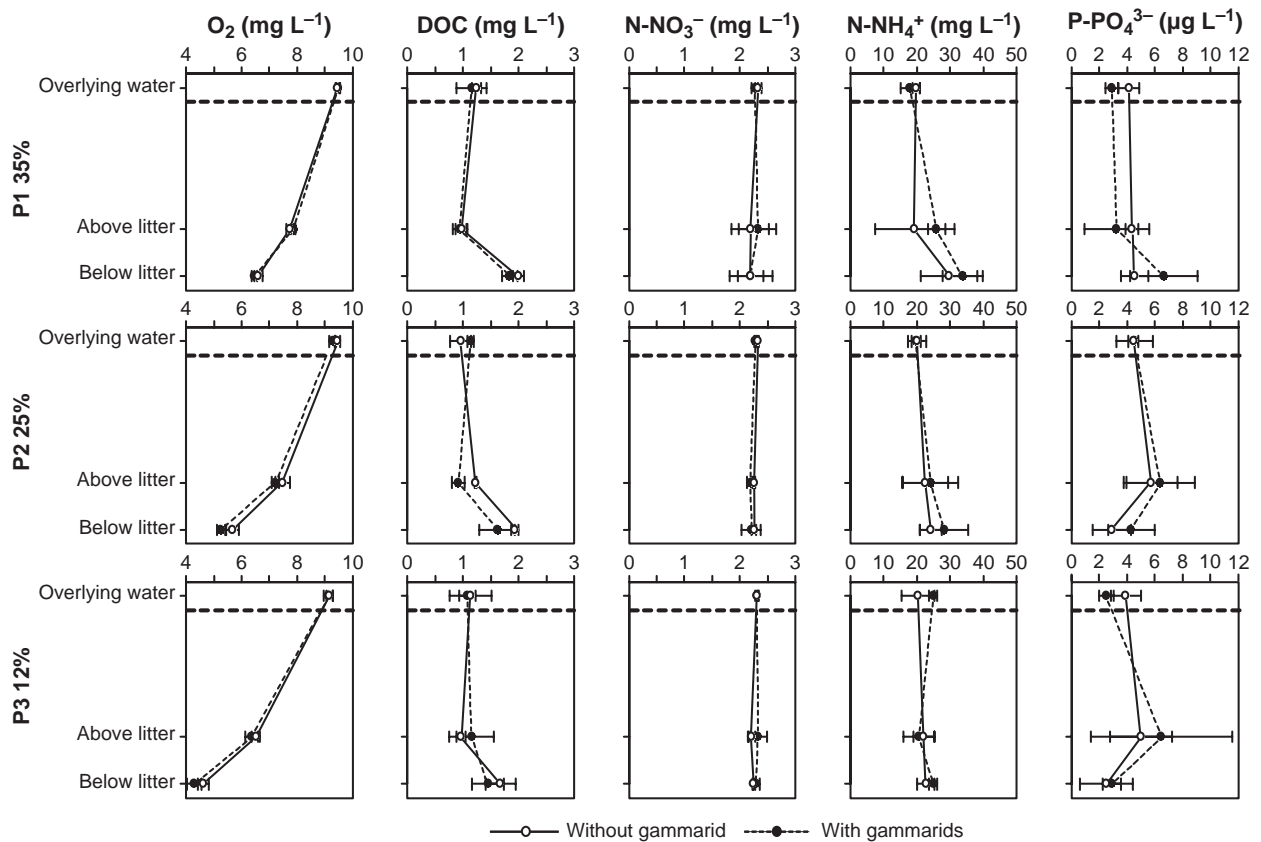 O₂ (mg L⁻¹) DOC (mg L⁻¹) N-NO₃⁻ (mg L⁻¹) N-NH₄⁺ (mg L⁻¹) P-PO₄³⁻ (µg L⁻¹)
4 6 8 10 0 1 2 3 0 1 2 3 0 10 20 30 40 50 0 2 4 6 8 10 12
P1 35%
Overlying water
Above litter
Below litter
4 6 8 10 0 1 2 3 0 1 2 3 0 10 20 30 40 50 0 2 4 6 8 10 12
P2 25%
Overlying water
Above litter
Below litter
4 6 8 10 0 1 2 3 0 1 2 3 0 10 20 30 40 50 0 2 4 6 8 10 12
P3 12%
Overlying water
Above litter
Below litter
Without gammarid With gammarids